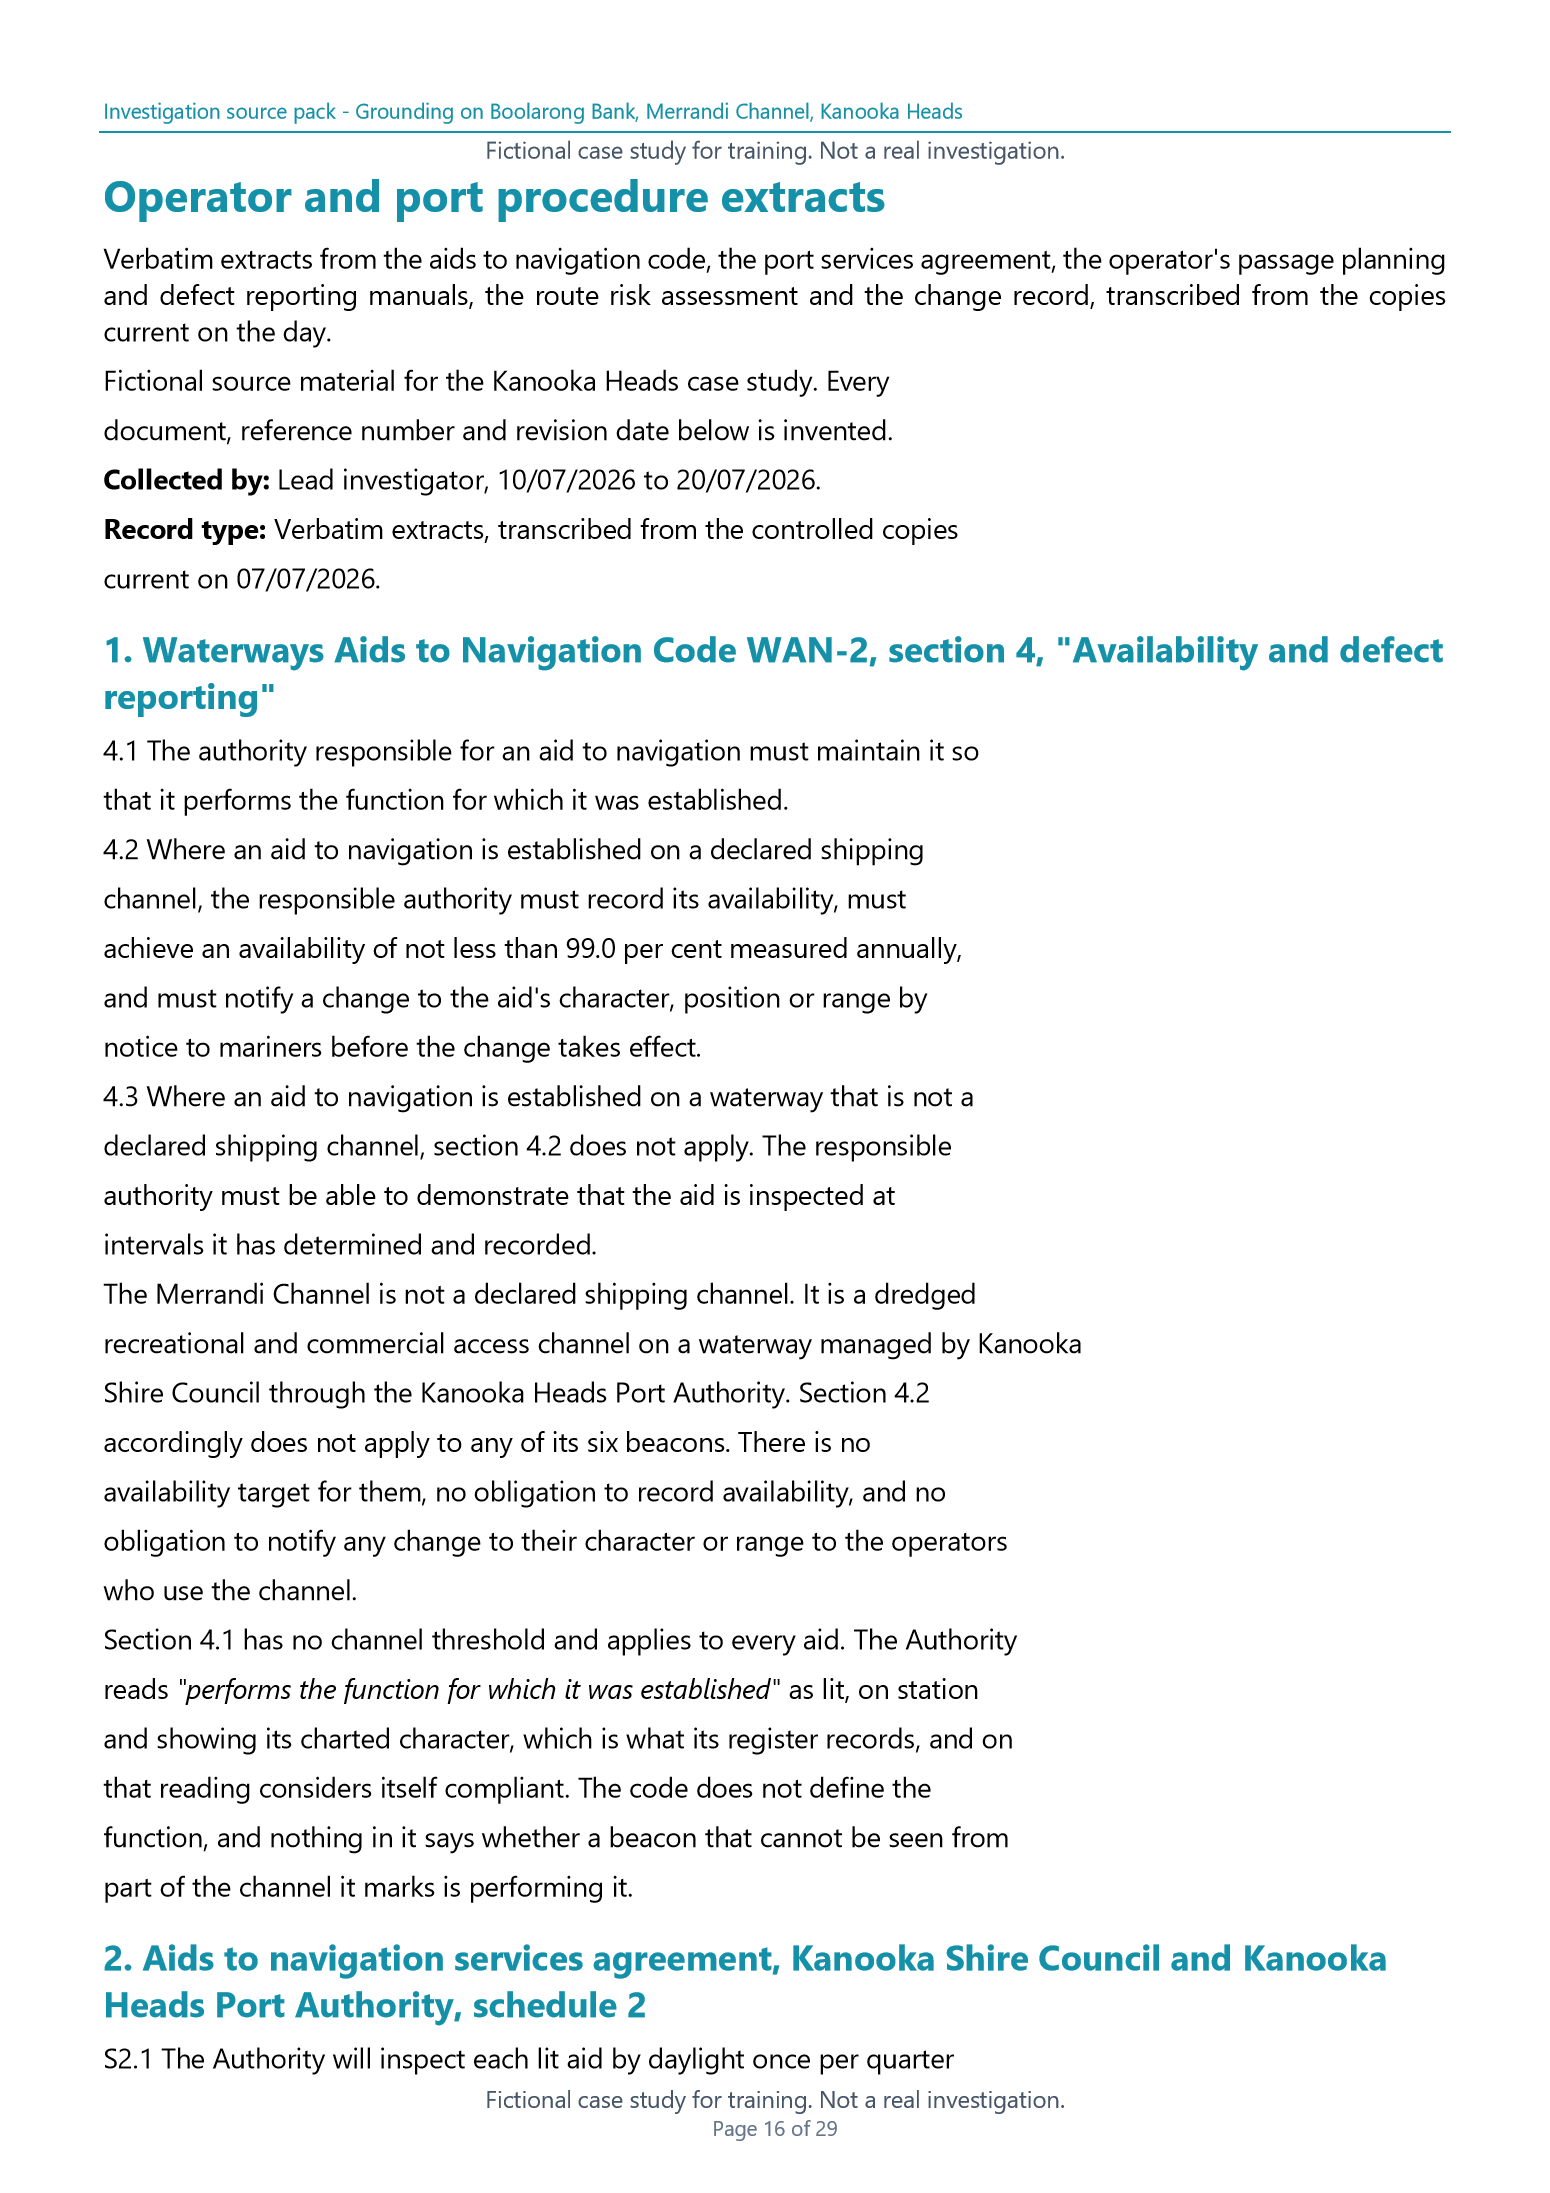 Investigation source pack - Grounding on Boolarong Bank, Merrandi Channel, Kanooka Heads
Fictional case study for training. Not a real investigation.
Operator and port procedure extracts
Verbatim extracts from the aids to navigation code, the port services agreement, the operator's passage planning
and defect reporting manuals, the route risk assessment and the change record, transcribed from the copies
current on the day.
Fictional source material for the Kanooka Heads case study. Every
document, reference number and revision date below is invented.
Collected by: Lead investigator, 10/07/2026 to 20/07/2026.
Record type: Verbatim extracts, transcribed from the controlled copies
current on 07/07/2026.
1. Waterways Aids to Navigation Code WAN-2, section 4, "Availability and defect
reporting"
4.1 The authority responsible for an aid to navigation must maintain it so
that it performs the function for which it was established.
4.2 Where an aid to navigation is established on a declared shipping
channel, the responsible authority must record its availability, must
achieve an availability of not less than 99.0 per cent measured annually,
and must notify a change to the aid's character, position or range by
notice to mariners before the change takes effect.
4.3 Where an aid to navigation is established on a waterway that is not a
declared shipping channel, section 4.2 does not apply. The responsible
authority must be able to demonstrate that the aid is inspected at
intervals it has determined and recorded.
The Merrandi Channel is not a declared shipping channel. It is a dredged
recreational and commercial access channel on a waterway managed by Kanooka
Shire Council through the Kanooka Heads Port Authority. Section 4.2
accordingly does not apply to any of its six beacons. There is no
availability target for them, no obligation to record availability, and no
obligation to notify any change to their character or range to the operators
who use the channel.
Section 4.1 has no channel threshold and applies to every aid. The Authority
reads "performs the function for which it was established" as lit, on station
and showing its charted character, which is what its register records, and on
that reading considers itself compliant. The code does not define the
function, and nothing in it says whether a beacon that cannot be seen from
part of the channel it marks is performing it.
2. Aids to navigation services agreement, Kanooka Shire Council and Kanooka
Heads Port Authority, schedule 2
S2.1 The Authority will inspect each lit aid by daylight once per quarter
Fictional case study for training. Not a real investigation.
Page 16 of 29